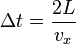 Δt = 2L / v_x